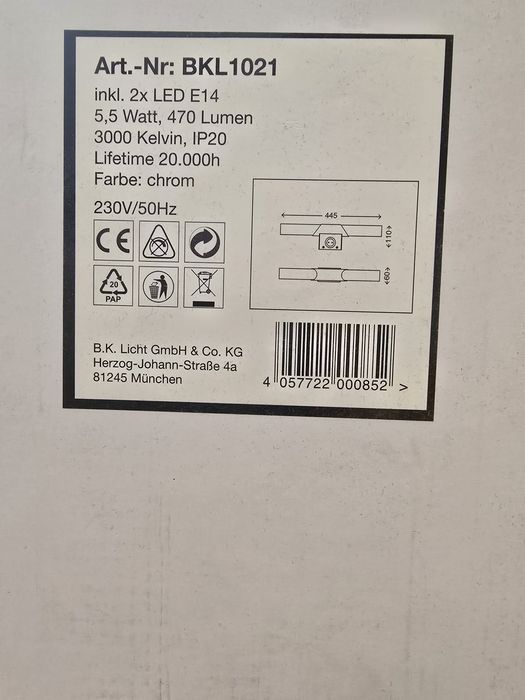 Art.-Nr: BKL1021
inkl. 2x LED E14
5,5 Watt, 470 Lumen
3000 Kelvin, IP20
Lifetime 20.000h
Farbe: chrom
230V/50Hz
445
110
60
CE
20
PAP
B.K. Licht GmbH & Co. KG
Herzog-Johann-Straße 4a
81245 München
4 057722 000852 >